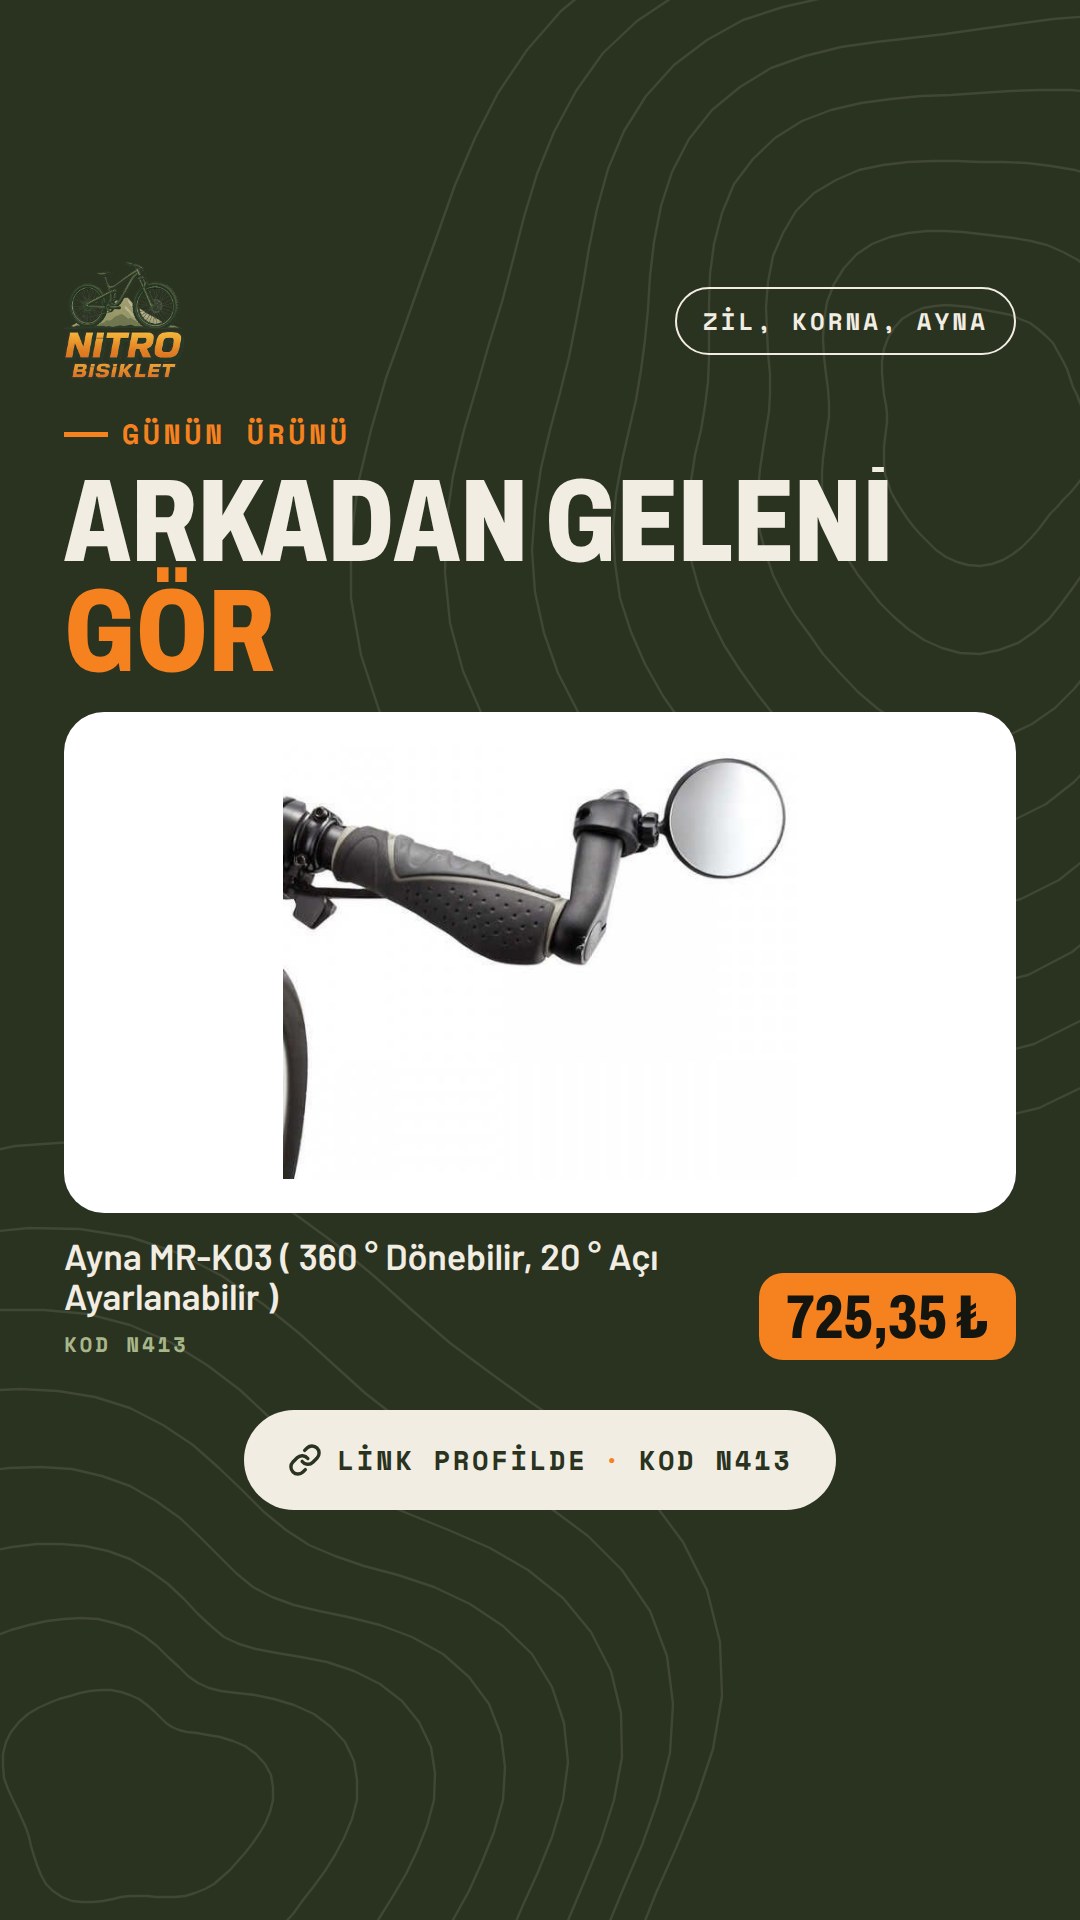 NiTRO
BiSiKLET
ZİL, KORNA, AYNA
GÜNÜN ÜRÜNÜ
ARKADAN GELENİ
GÖR
Ayna MR-K03 ( 360 ° Dönebilir, 20 ° Açı
Ayarlanabilir )
KOD N413
725,35 ₺
LİNK PROFİLDE · KOD N413